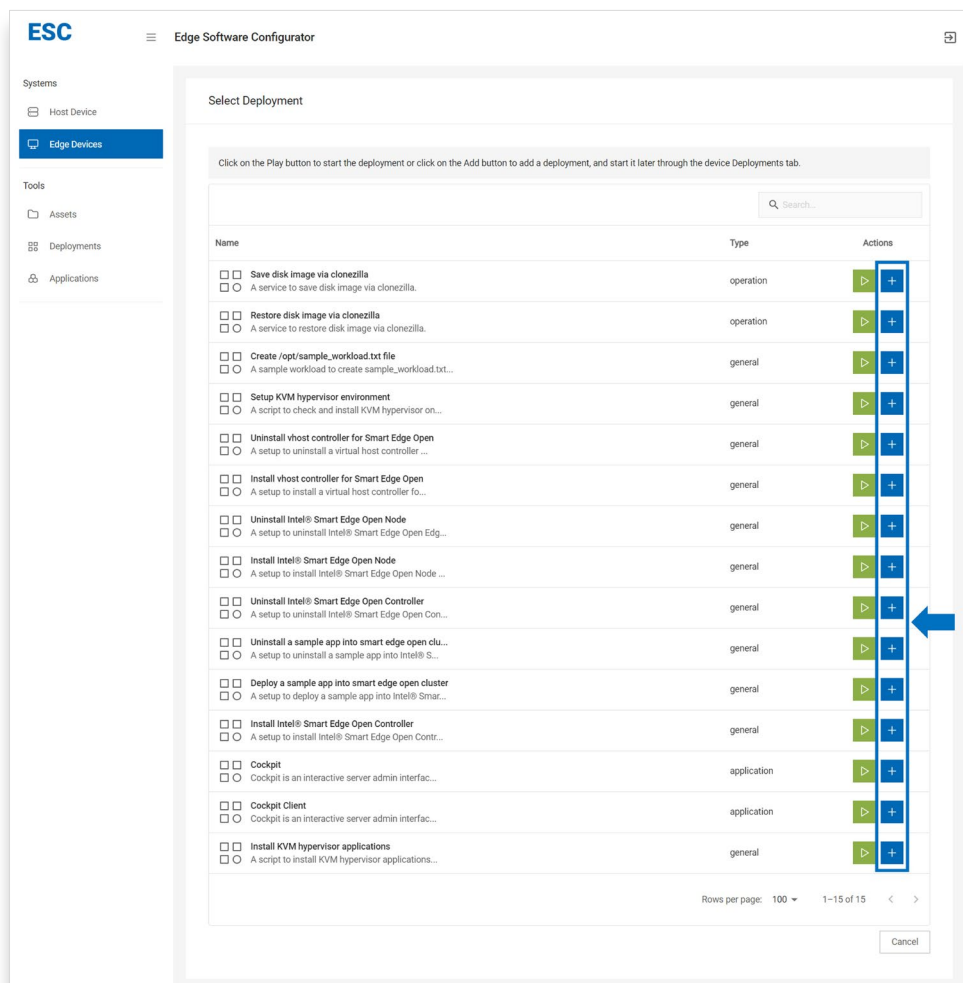 ESC
Edge Software Configurator
Systems
Host Device
Edge Devices
Tools
Assets
Deployments
Applications
Select Deployment
Click on the Play button to start the deployment or click on the Add button to add a deployment, and start it later through the device Deployments tab.
Search...
Name Type Actions
Save disk image via clonezilla
A service to save disk image via clonezilla.
operation
Restore disk image via clonezilla
A service to restore disk image via clonezilla.
operation
Create /opt/sample_workload.txt file
A sample workload to create sample_workload.txt...
general
Setup KVM hypervisor environment
A script to check and install KVM hypervisor on...
general
Uninstall vhost controller for Smart Edge Open
A setup to uninstall a virtual host controller ...
general
Install vhost controller for Smart Edge Open
A setup to install a virtual host controller fo...
general
Uninstall Intel® Smart Edge Open Node
A setup to uninstall Intel® Smart Edge Open Edg...
general
Install Intel® Smart Edge Open Node
A setup to install Intel® Smart Edge Open Node ...
general
Uninstall Intel® Smart Edge Open Controller
A setup to uninstall Intel® Smart Edge Open Con...
general
Uninstall a sample app into smart edge open clu...
A setup to uninstall a sample app into Intel® S...
general
Deploy a sample app into smart edge open cluster
A setup to deploy a sample app into Intel® Smar...
general
Install Intel® Smart Edge Open Controller
A setup to install Intel® Smart Edge Open Contr...
general
Cockpit
Cockpit is an interactive server admin interfac...
application
Cockpit Client
Cockpit is an interactive server admin interfac...
application
Install KVM hypervisor applications
A script to install KVM hypervisor applications...
general
Rows per page: 100 1–15 of 15
Cancel